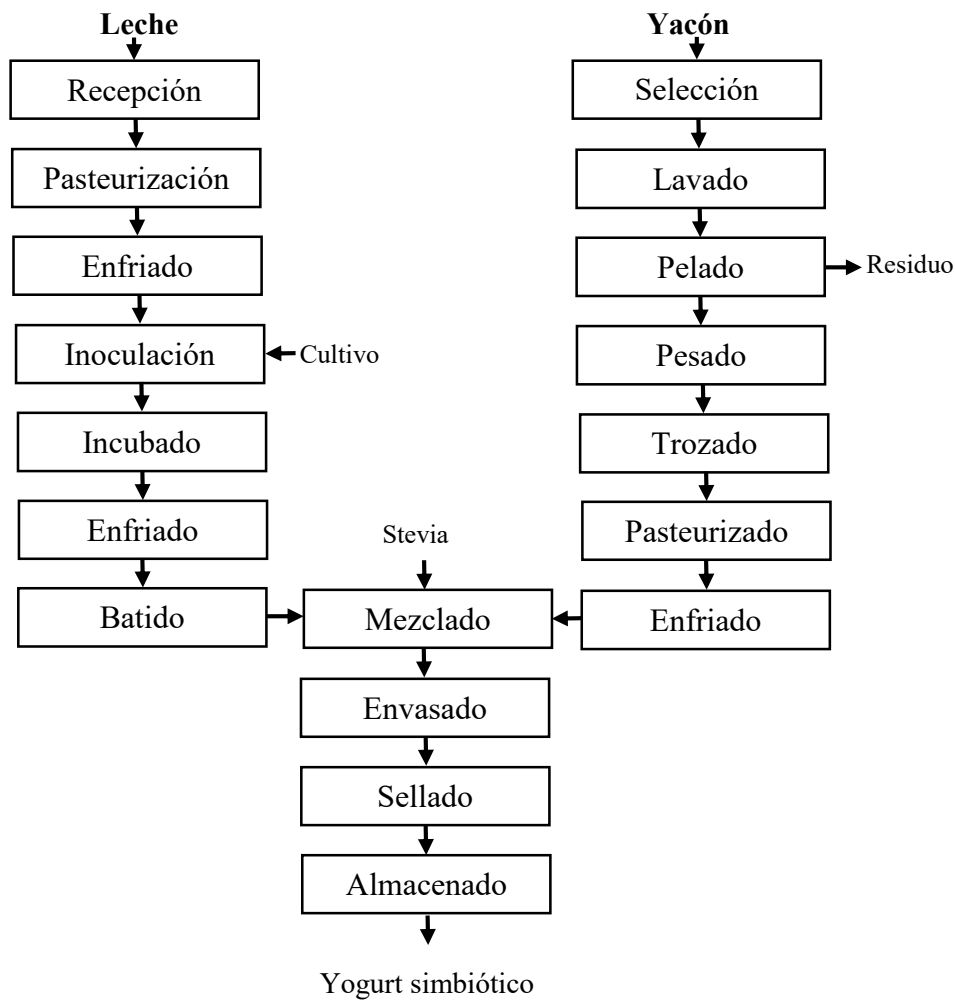 Leche
Recepción
Pasteurización
Enfriado
Inoculación
Cultivo
Incubado
Enfriado
Batido
Yacón
Selección
Lavado
Pelado
Residuo
Pesado
Trozado
Pasteurizado
Enfriado
Stevia
Mezclado
Envasado
Sellado
Almacenado
Yogurt simbiótico